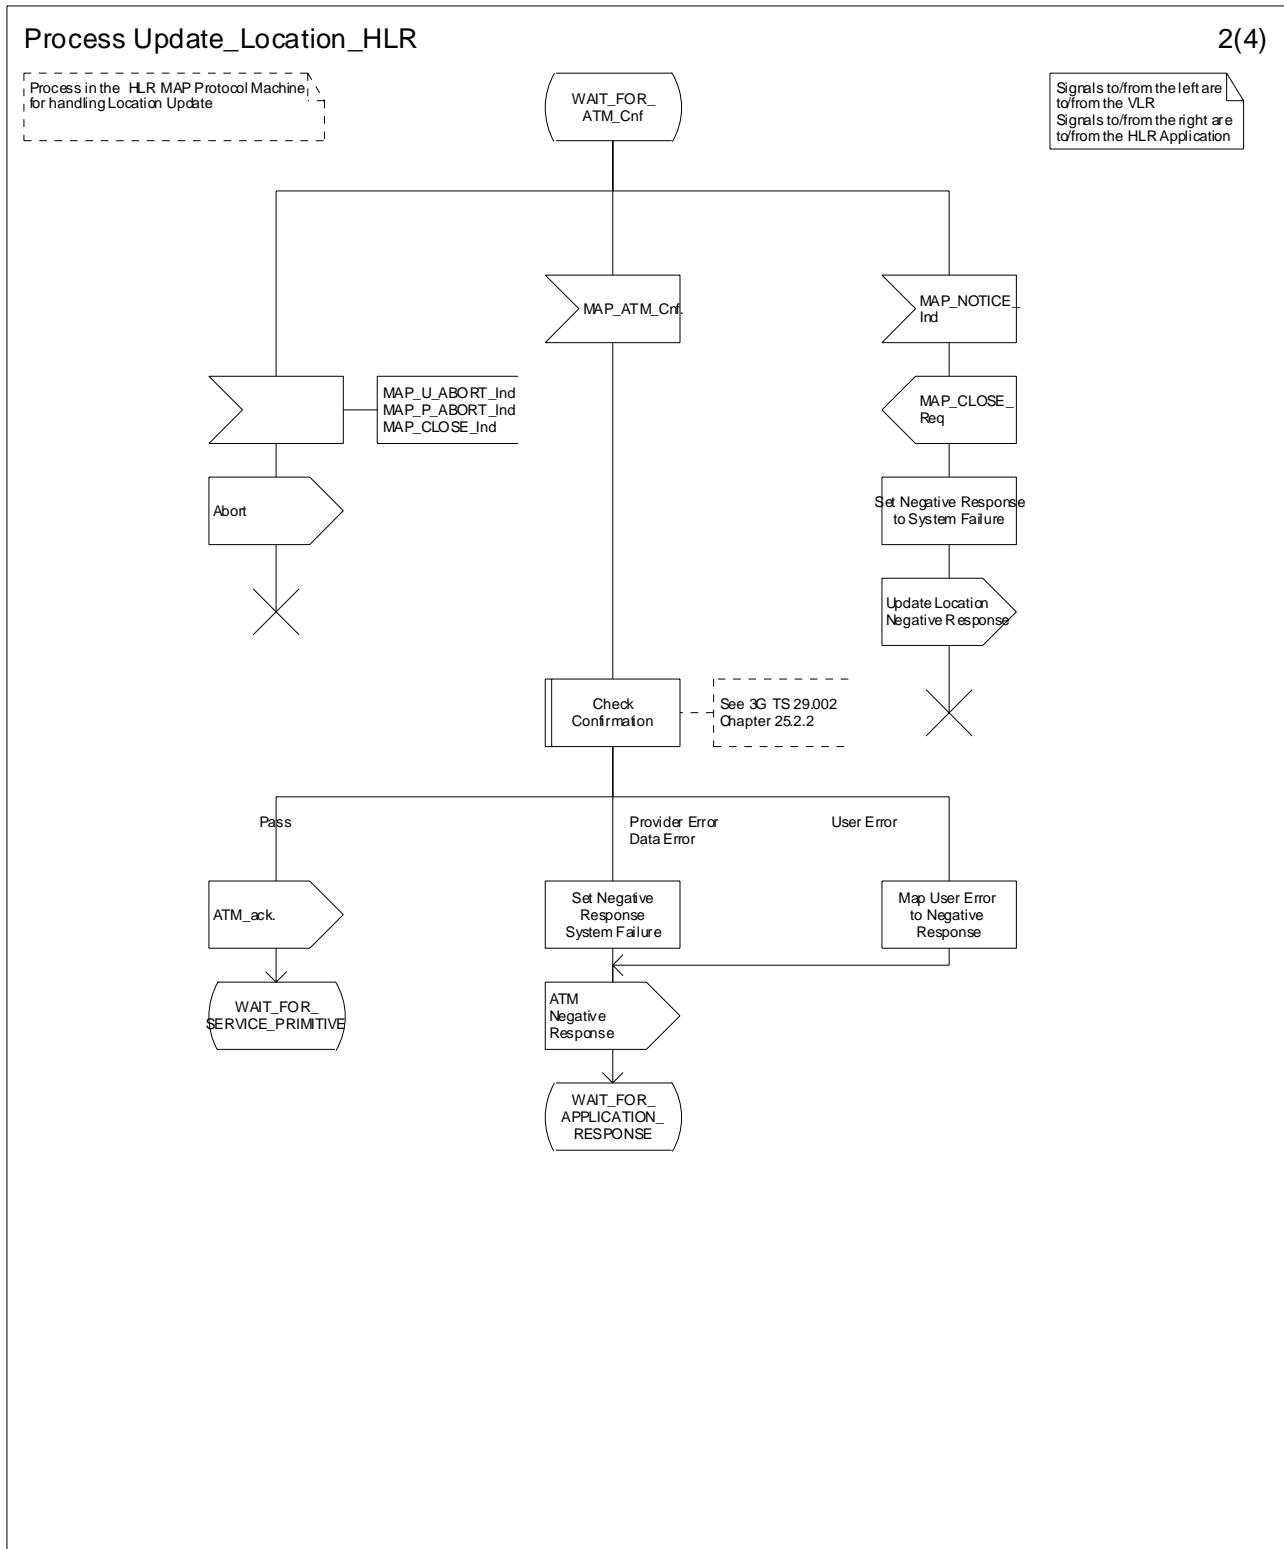 Process Update_Location_HLR
2(4)
Process in the HLR MAP Protocol Machine
for handling Location Update
WAIT_FOR_
ATM_Cnf
Signals to/from the left are
to/from the VLR
Signals to/from the right are
to/from the HLR Application
MAP_ATM_Cnf.
MAP_NOTICE_
Ind
MAP_U_ABORT_Ind
MAP_P_ABORT_Ind
MAP_CLOSE_Ind
MAP_CLOSE_
Req
Abort
Set Negative Response
to System Failure
Update Location
Negative Response
Check
Confirmation
See 3G TS 29.002
Chapter 25.2.2
Pass
Provider Error
Data Error
User Error
ATM_ack.
Set Negative
Response
System Failure
Map User Error
to Negative
Response
WAIT_FOR_
SERVICE_PRIMITIVE
ATM
Negative
Response
WAIT_FOR_
APPLICATION_
RESPONSE